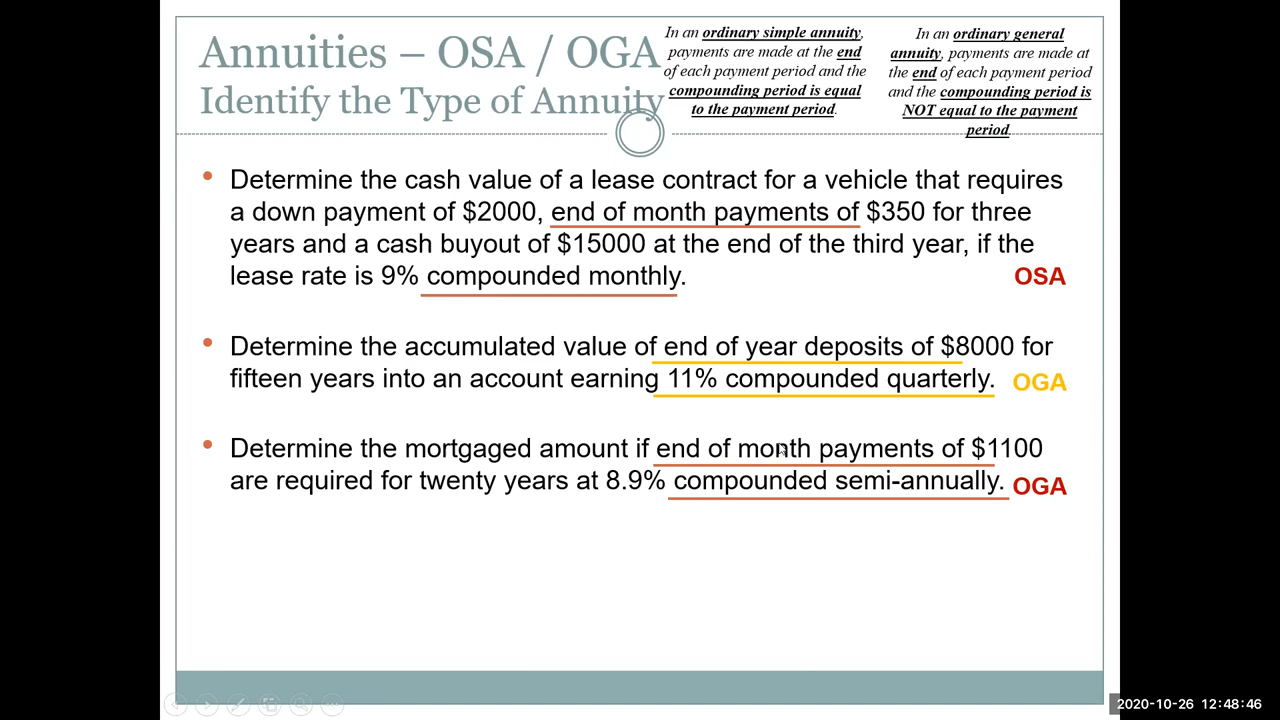 Annuities – OSA / OGA
Identify the Type of Annuity
In an ordinary simple annuity,
payments are made at the end
of each payment period and the
compounding period is equal
to the payment period.
In an ordinary general
annuity, payments are made at
the end of each payment period
and the compounding period is
NOT equal to the payment
period.
• Determine the cash value of a lease contract for a vehicle that requires
a down payment of $2000, end of month payments of $350 for three
years and a cash buyout of $15000 at the end of the third year, if the
lease rate is 9% compounded monthly. OSA
• Determine the accumulated value of end of year deposits of $8000 for
fifteen years into an account earning 11% compounded quarterly. OGA
• Determine the mortgaged amount if end of month payments of $1100
are required for twenty years at 8.9% compounded semi-annually. OGA
2020-10-26 12:48:46